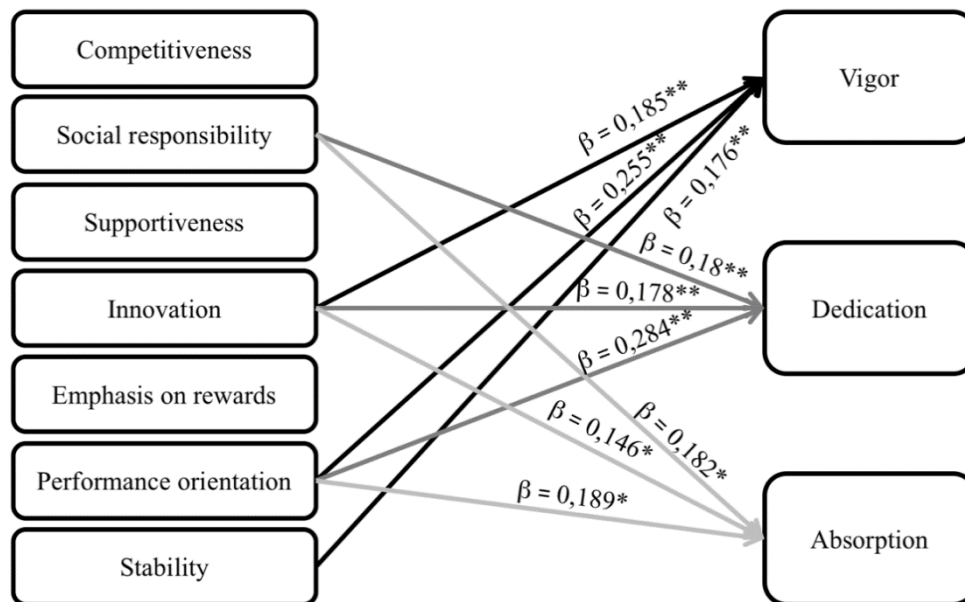 Competitiveness
Social responsibility
Supportiveness
Innovation
Emphasis on rewards
Performance orientation
Stability
β = 0,185**
β = 0,255**
β = 0,176**
β = 0,18**
β = 0,178**
β = 0,284**
β = 0,146*
β = 0,182*
β = 0,189*
Vigor
Dedication
Absorption